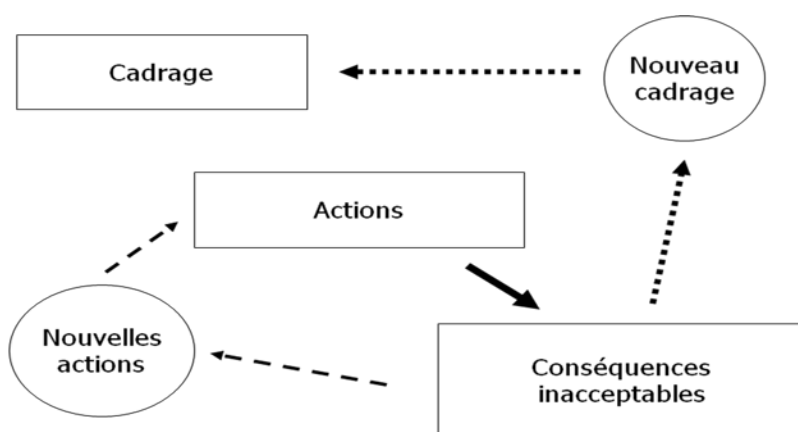 Cadrage
Nouveau
cadrage
Actions
Nouvelles
actions
Conséquences
inacceptables